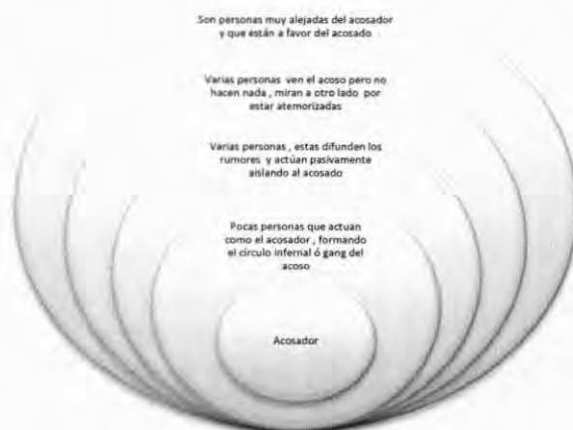 Son personas muy alejadas del acosador
y que están a favor del acosado
Varias personas ven el acoso pero no
hacen nada , miran a otro lado por
estar atemorizadas
Varias personas , estas difunden los
rumores y actúan pasivamente
aislando al acosado
Pocas personas que actuan
como el acosador , formando
el círculo infernal ó gang del
acoso
Acosador